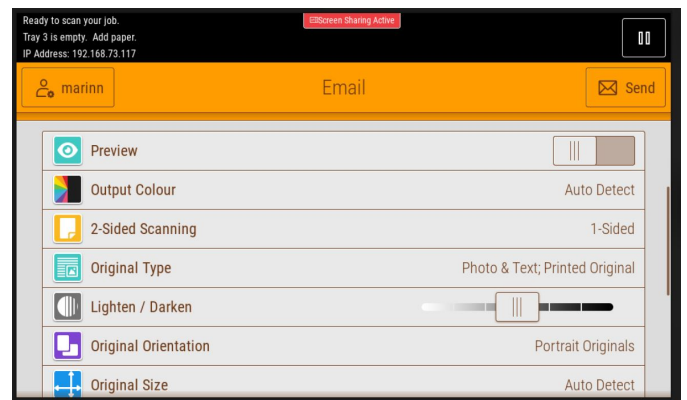 Ready to scan your job.
Screen Sharing Active
Tray 3 is empty. Add paper.
IP Address: 192.168.73.117
marinn
Email
Send
Preview
Output Colour
Auto Detect
2-Sided Scanning
1-Sided
Original Type
Photo & Text; Printed Original
Lighten / Darken
Original Orientation
Portrait Originals
Original Size
Auto Detect